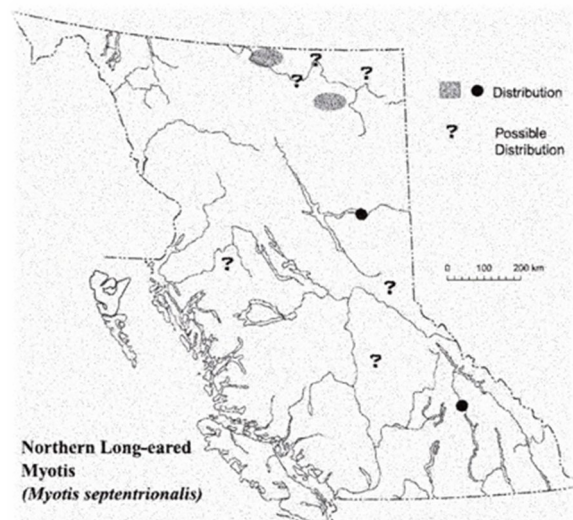 ?
?
?
Distribution
?
Possible
Distribution
?
?
0 100 200 km
?
Northern Long-eared
Myotis
(Myotis septentrionalis)